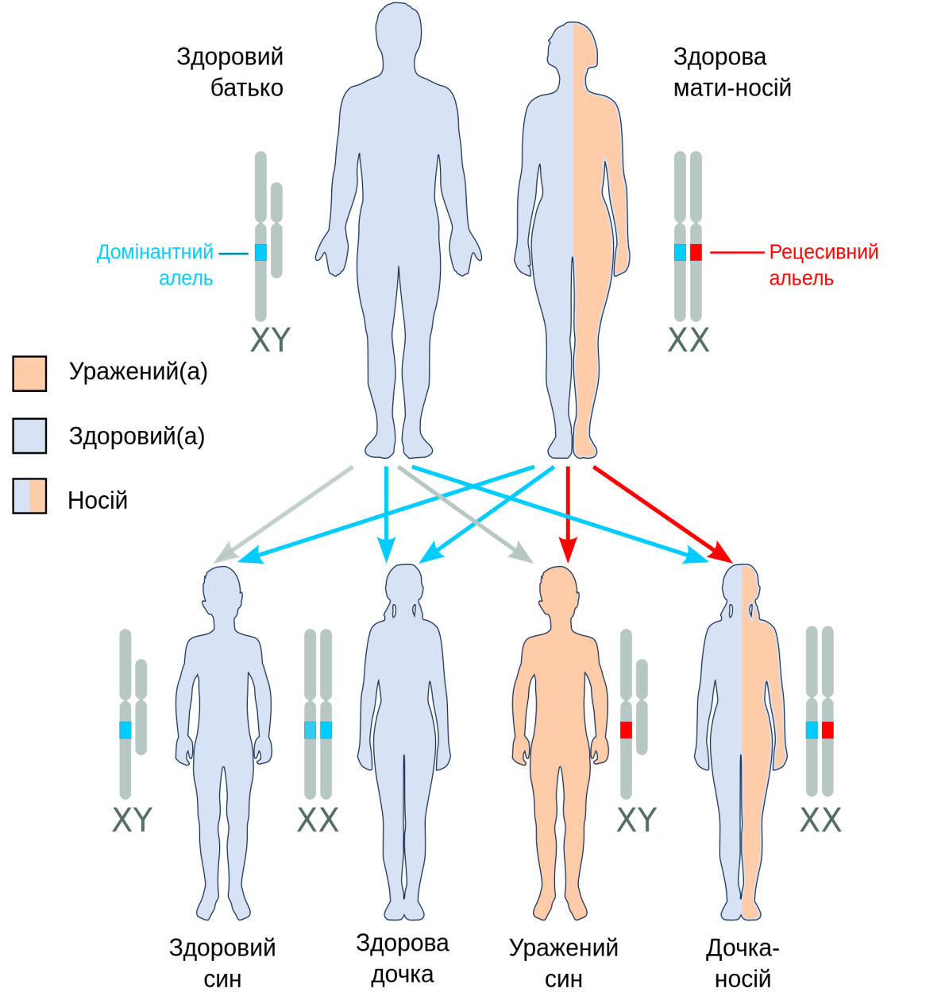 Здоровий
батько
Здорова
мати-носій
Домінантний
алель
Рецесивний
альель
XY
XX
Уражений(а)
Здоровий(а)
Носій
XY
XX
XY
XX
Здоровий
син
Здорова
дочка
Уражений
син
Дочка-
носій